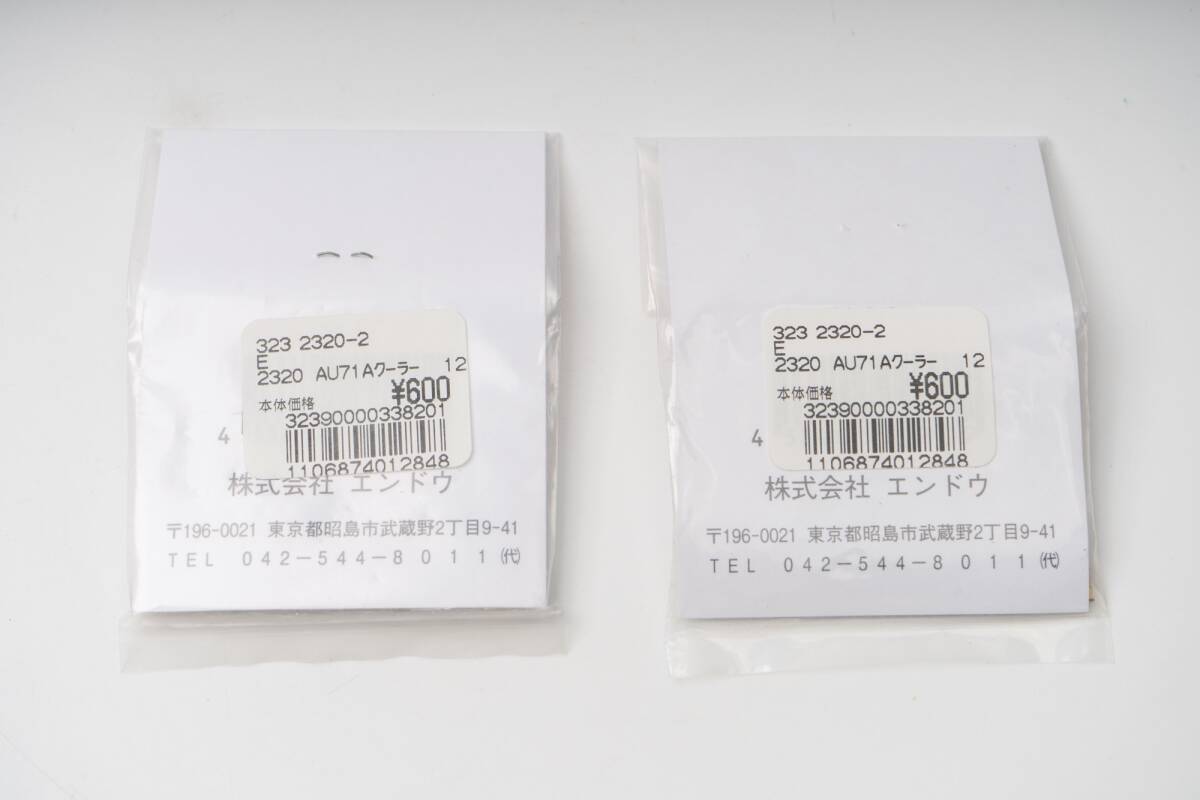 323 2320-2
E
2320 AU71Aクーラー 12
¥600
本体価格
32390000338201
1106874012848
4
株式会社 エンドウ
〒196-0021 東京都昭島市武蔵野2丁目9-41
TEL 042-544-8011(代)
323 2320-2
E
2320 AU71Aクーラー 12
¥600
本体価格
32390000338201
1106874012848
4
株式会社 エンドウ
〒196-0021 東京都昭島市武蔵野2丁目9-41
TEL 042-544-8011(代)